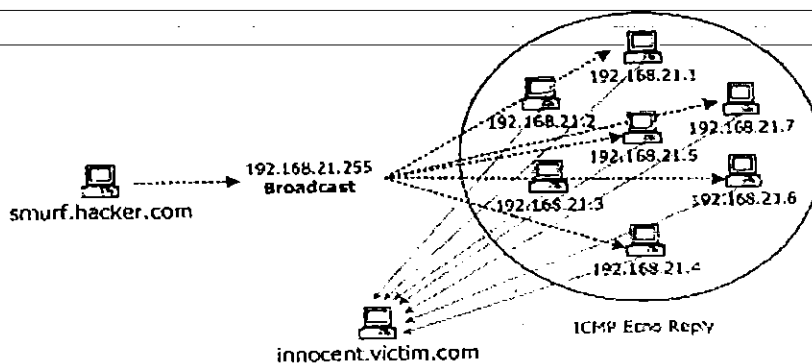 192.168.21.1
192.168.21.2
192.168.21.7
192.168.21.255
Broadcast
192.168.21.5
smurf.hacker.com
192.168.21.3
192.168.21.6
192.168.21.4
ICMP Echo Reply
innocent.victim.com